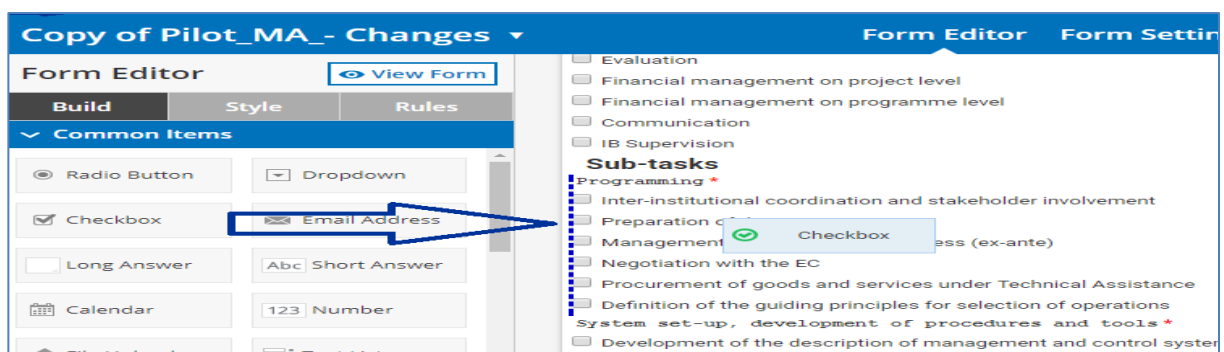 Copy of Pilot_MA_- Changes
Form Editor Form Settin
Form Editor
View Form
Build Style Rules
Common Items
Radio Button Dropdown
Checkbox Email Address
Long Answer Abc Short Answer
Calendar 123 Number
Evaluation
Financial management on project level
Financial management on programme level
Communication
IB Supervision
Sub-tasks
Programming *
Inter-institutional coordination and stakeholder involvement
Preparation
Checkbox
Management ess (ex-ante)
Negotiation with the EC
Procurement of goods and services under Technical Assistance
Definition of the guiding principles for selection of operations
System set-up, development of procedures and tools *
Development of the description of management and control system